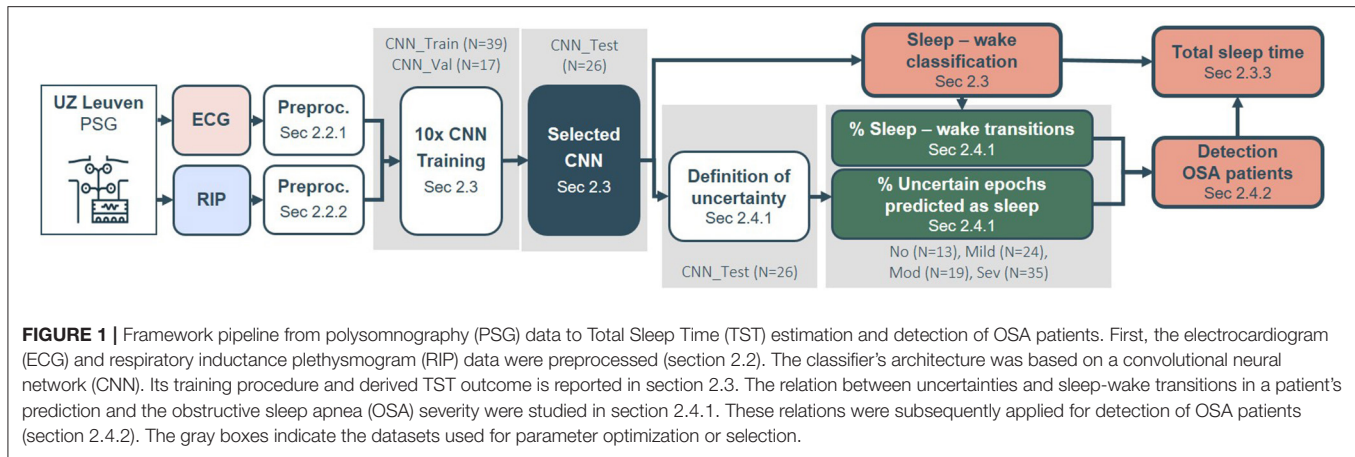 CNN_Train (N=39)
CNN_Val (N=17)
CNN_Test
(N=26)
Sleep – wake
classification
Sec 2.3
Total sleep time
Sec 2.3.3
UZ Leuven
PSG
ECG
Preproc.
Sec 2.2.1
RIP
Preproc.
Sec 2.2.2
10x CNN
Training
Sec 2.3
Selected
CNN
Sec 2.3
Definition of
uncertainty
Sec 2.4.1
CNN_Test (N=26)
% Sleep – wake transitions
Sec 2.4.1
% Uncertain epochs
predicted as sleep
Sec 2.4.1
No (N=13), Mild (N=24),
Mod (N=19), Sev (N=35)
Detection
OSA patients
Sec 2.4.2
FIGURE 1 | Framework pipeline from polysomnography (PSG) data to Total Sleep Time (TST) estimation and detection of OSA patients. First, the electrocardiogram
(ECG) and respiratory inductance plethysmogram (RIP) data were preprocessed (section 2.2). The classifier's architecture was based on a convolutional neural
network (CNN). Its training procedure and derived TST outcome is reported in section 2.3. The relation between uncertainties and sleep-wake transitions in a patient's
prediction and the obstructive sleep apnea (OSA) severity were studied in section 2.4.1. These relations were subsequently applied for detection of OSA patients
(section 2.4.2). The gray boxes indicate the datasets used for parameter optimization or selection.